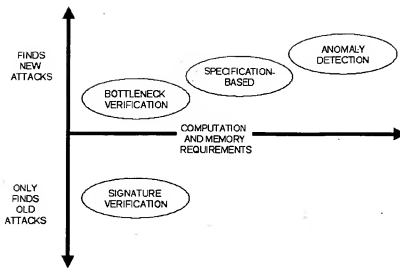 FINDS
NEW
ATTACKS
ANOMALY
DETECTION
SPECIFICATION-
BASED
BOTTLENECK
VERIFICATION
COMPUTATION
AND MEMORY
REQUIREMENTS
ONLY
FINDS
OLD
ATTACKS
SIGNATURE
VERIFICATION